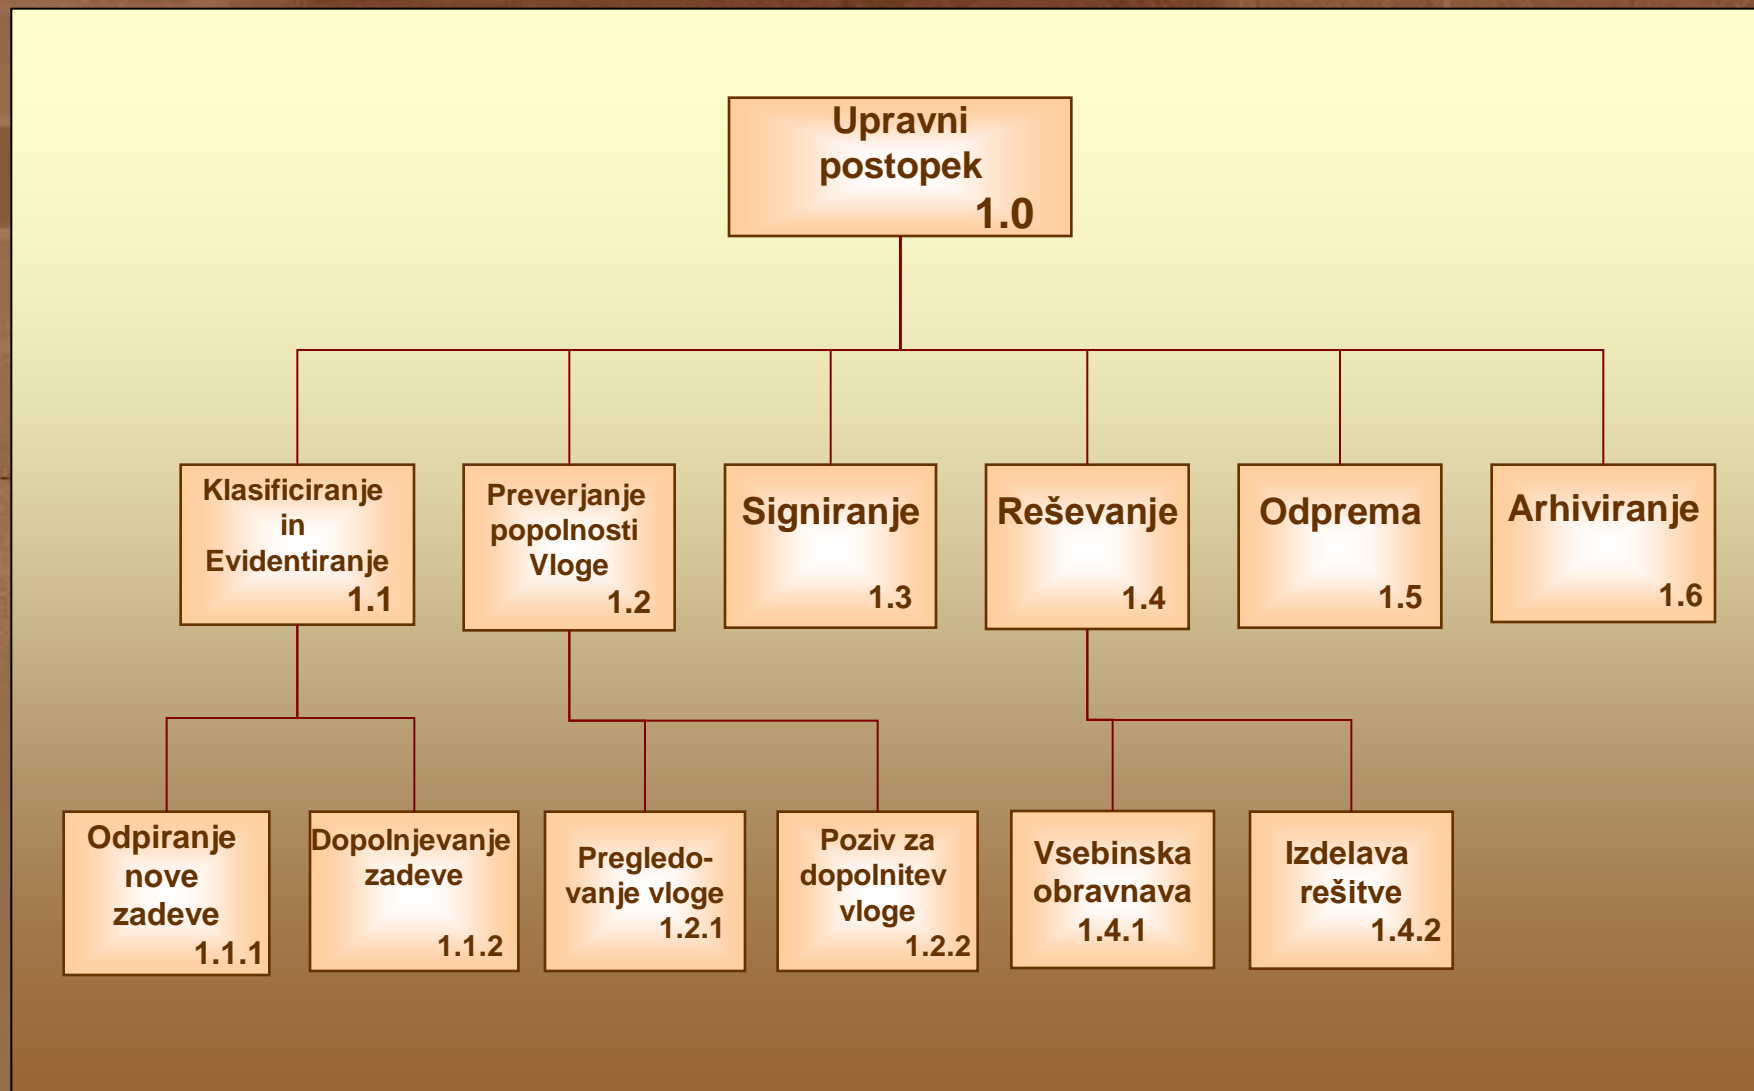 Upravni
postopek
1.0
Klasificiranje
in
Evidentiranje
1.1
Preverjanje
popolnosti
Vloge
1.2
Signiranje
1.3
Reševanje
1.4
Odprema
1.5
Arhiviranje
1.6
Odpiranje
nove
zadeve
1.1.1
Dopolnjevanje
zadeve
1.1.2
Pregledo-
vanje vloge
1.2.1
Poziv za
dopolnitev
vloge
1.2.2
Vsebinska
obravnava
1.4.1
Izdelava
rešitve
1.4.2